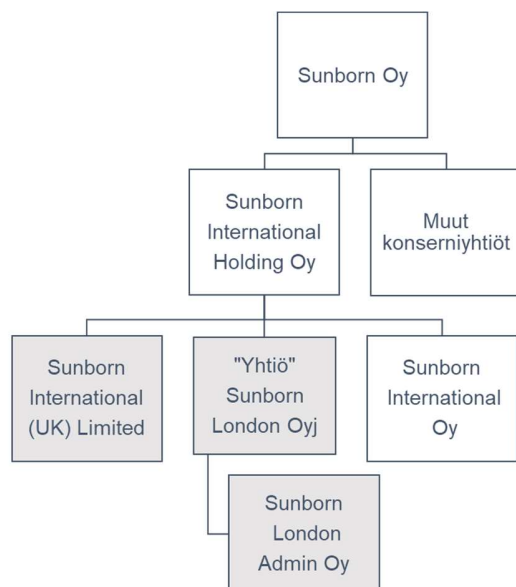 Sunborn Oy
Sunborn
International
Holding Oy
Muut
konserniyhtiöt
Sunborn
International
(UK) Limited
"Yhtiö"
Sunborn
London Oyj
Sunborn
International
Oy
Sunborn
London
Admin Oy